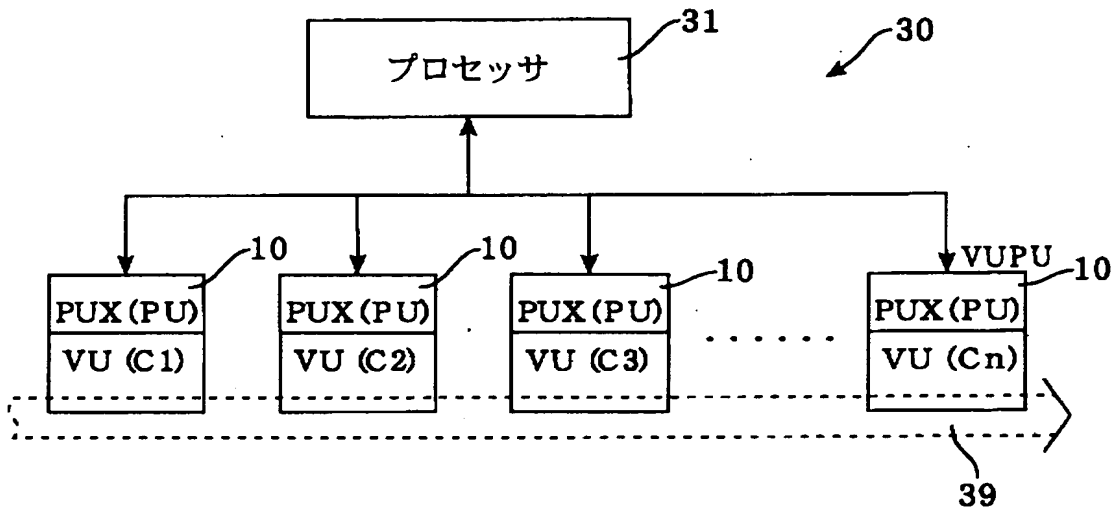 31
30
プロセッサ
10
10
10
VUPU
10
PUX(PU)
PUX(PU)
PUX(PU)
PUX(PU)
VU (C1)
VU (C2)
VU (C3)
VU (Cn)
39